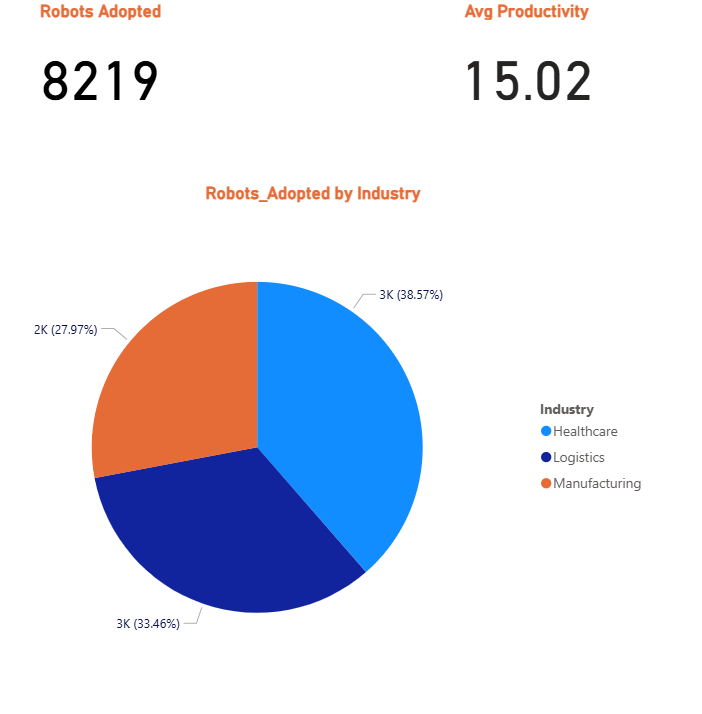 Robots Adopted
Avg Productivity
8219
15.02
Robots_Adopted by Industry
3K (38.57%)
2K (27.97%)
Industry
Healthcare
Logistics
Manufacturing
3K (33.46%)